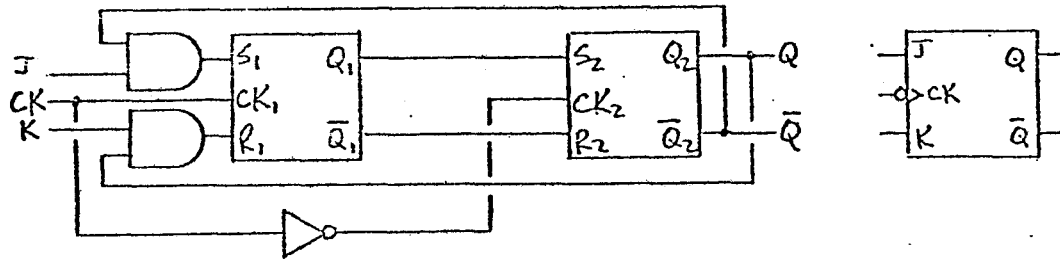 J̅ S₁ Q₁ S₂ Q₂ Q J̅ Q
CK CK₁ CK₂ CK
K R₁ Q̅₁ R₂ Q̅₂ Q̅ K Q̅